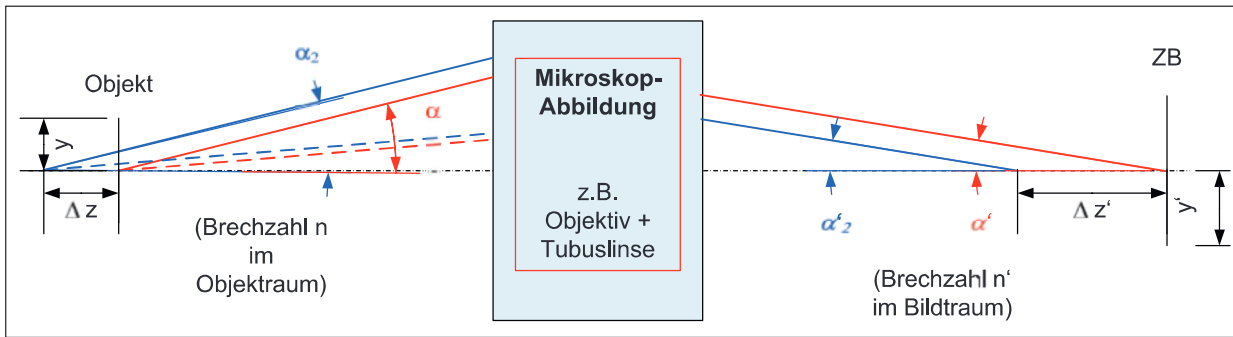 Objekt
y
Δ z
α₂
α
(Brechzahl n
im
Objektraum)
Mikroskop-
Abbildung
z.B.
Objektiv +
Tubuslinse
ZB
α‘₂
α‘
Δ z‘
y‘
(Brechzahl n‘
im Bildtraum)